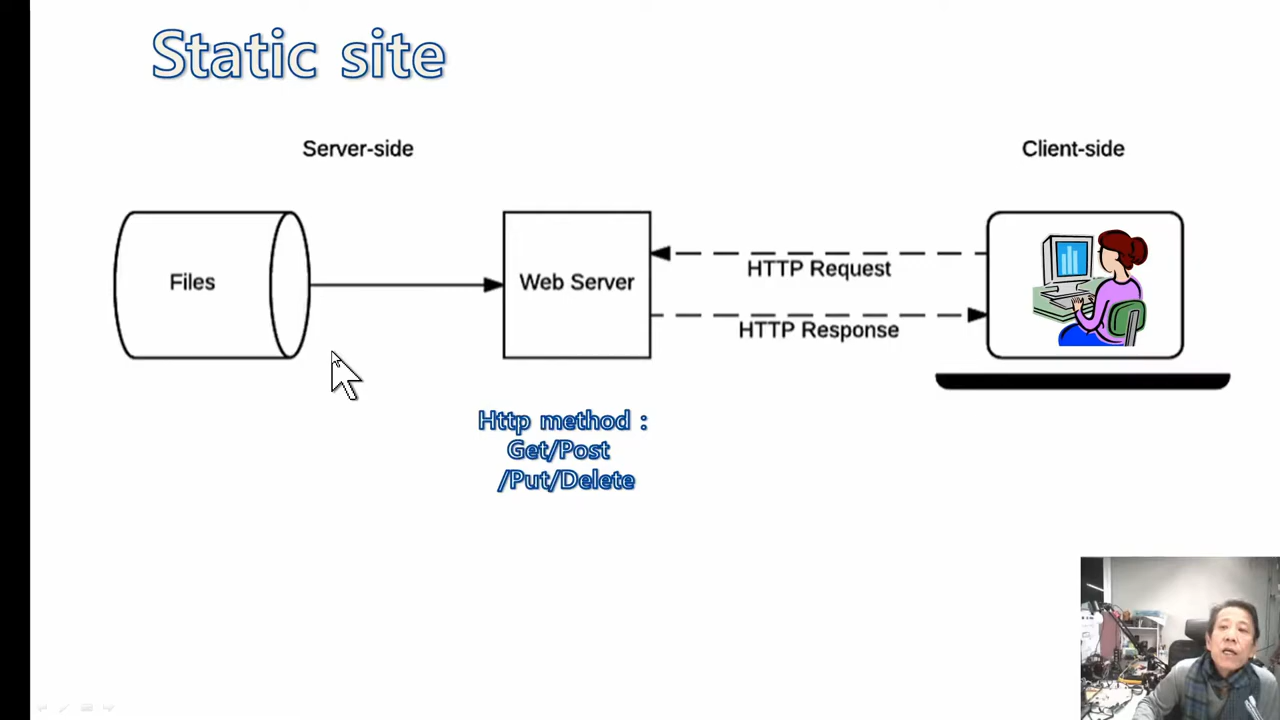 Static site
Server-side
Client-side
Files
Web Server
HTTP Request
HTTP Response
Http method :
Get/Post
/Put/Delete